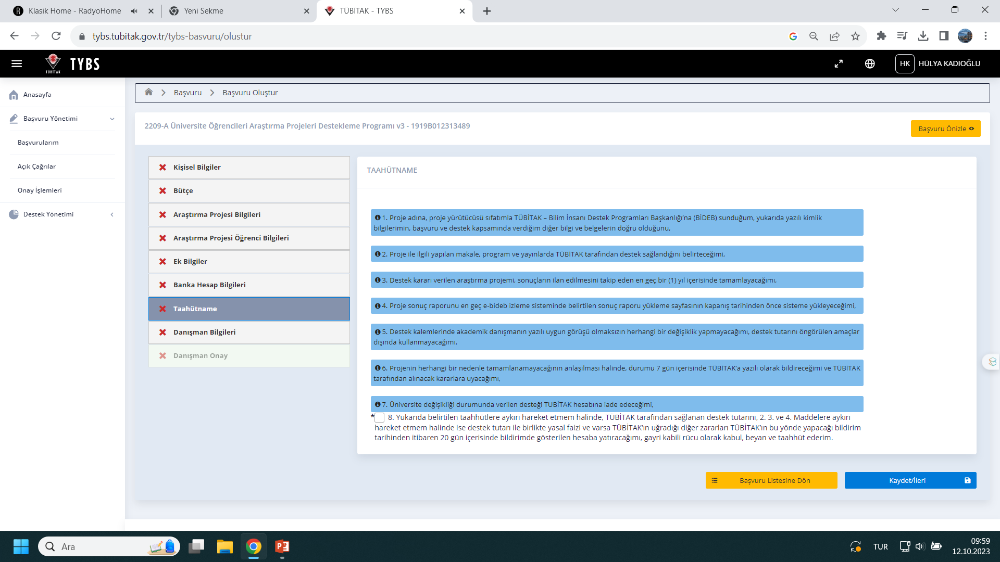 Klasik Home - RadyoHome
Yeni Sekme
TÜBİTAK - TYBS
tybs.tubitak.gov.tr/tybs-basvuru/olustur
TÜBİTAK
TYBS
HK
HÜLYA KADIOĞLU
Anasayfa
Başvuru Yönetimi
Başvurularım
Açık Çağrılar
Onay İşlemleri
Destek Yönetimi
Başvuru
Başvuru Oluştur
2209-A Üniversite Öğrencileri Araştırma Projeleri Destekleme Programı v3 - 1919B012313489
Başvuru Önizle
Kişisel Bilgiler
Bütçe
Araştırma Projesi Bilgileri
Araştırma Projesi Öğrenci Bilgileri
Ek Bilgiler
Banka Hesap Bilgileri
Taahütname
Danışman Bilgileri
Danışman Onay
TAAHÜTNAME
1. Proje adına, proje yürütücüsü sıfatımla TÜBİTAK – Bilim İnsanı Destek Programları Başkanlığı'na (BİDEB) sunduğum, yukarıda yazılı kimlik
bilgilerimin, başvuru ve destek kapsamında verdiğim diğer bilgi ve belgelerin doğru olduğunu,
2. Proje ile ilgili yapılan makale, program ve yayınlarda TÜBİTAK tarafından destek sağlandığını belirteceğimi,
3. Destek kararı verilen araştırma projemi, sonuçların ilan edilmesini takip eden en geç bir (1) yıl içerisinde tamamlayacağımı,
4. Proje sonuç raporunu en geç e-bideb izleme sisteminde belirtilen sonuç raporu yükleme sayfasının kapanış tarihinden önce sisteme yükleyeceğimi,
5. Destek kalemlerinde akademik danışmanın yazılı uygun görüşü olmaksızın herhangi bir değişiklik yapmayacağımı, destek tutarını öngörülen amaçlar
dışında kullanmayacağımı,
6. Projenin herhangi bir nedenle tamamlanamayacağının anlaşılması halinde, durumu 7 gün içerisinde TÜBİTAK'a yazılı olarak bildireceğimi ve TÜBİTAK
tarafından alınacak kararlara uyacağımı,
7. Üniversite değişikliği durumunda verilen desteği TUBİTAK hesabına iade edeceğimi,
* 8. Yukarıda belirtilen taahhütlere aykırı hareket etmem halinde, TÜBİTAK tarafından sağlanan destek tutarını, 2. 3. ve 4. Maddelere aykırı
hareket etmem halinde ise destek tutarı ile birlikte yasal faizi ve varsa TÜBİTAK'ın uğradığı diğer zararları TÜBİTAK'ın bu yönde yapacağı bildirim
tarihinden itibaren 20 gün içerisinde bildirimde gösterilen hesaba yatıracağımı, gayri kabili rücu olarak kabul, beyan ve taahhüt ederim.
Başvuru Listesine Dön
Kaydet/İleri
Ara
TUR
09:59
12.10.2023